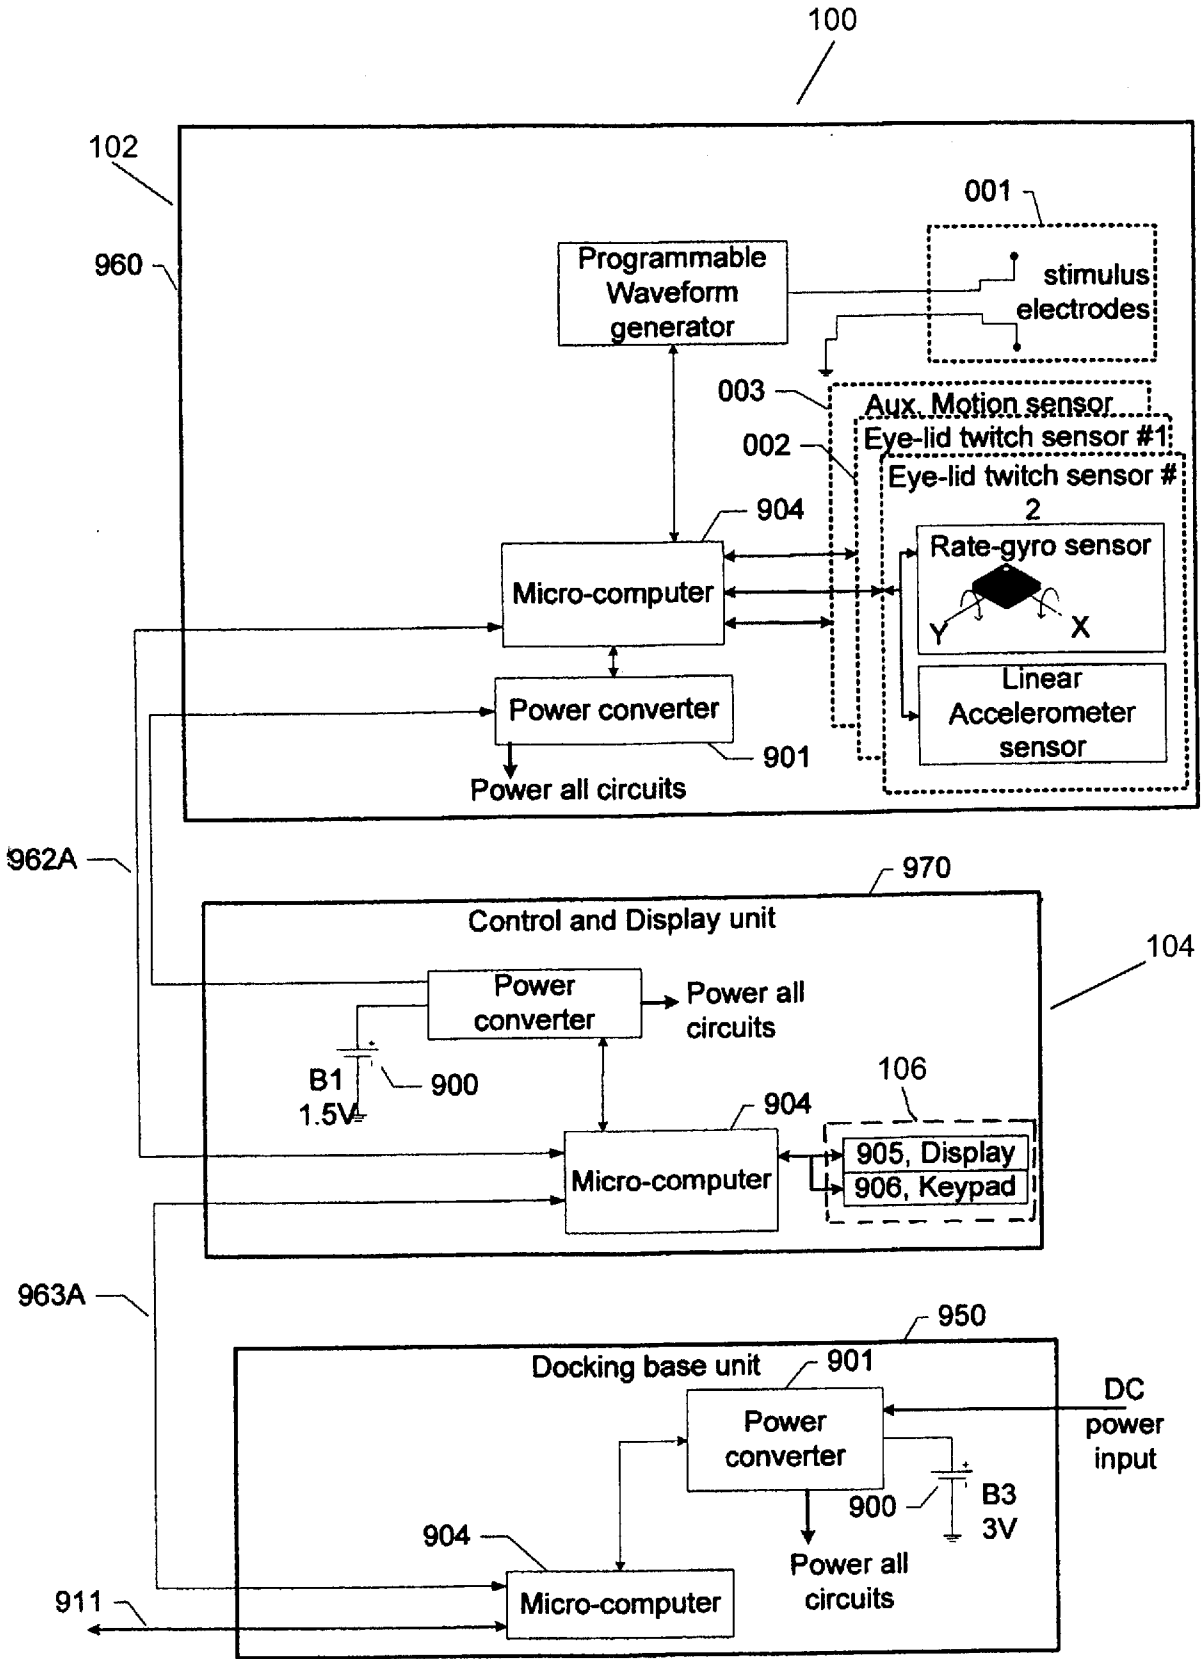 100
102
960
001
Programmable
Waveform
generator
stimulus
electrodes
003
Aux. Motion sensor
002
Eye-lid twitch sensor #1
Eye-lid twitch sensor #
2
904
Rate-gyro sensor
Micro-computer
Y
X
Linear
Accelerometer
sensor
Power converter
901
Power all circuits
962A
970
Control and Display unit
104
Power
converter
Power all
circuits
B1
1.5V
900
106
904
905, Display
Micro-computer
906, Keypad
963A
950
Docking base unit
901
DC
power
input
Power
converter
900
B3
3V
904
Power all
circuits
Micro-computer
911